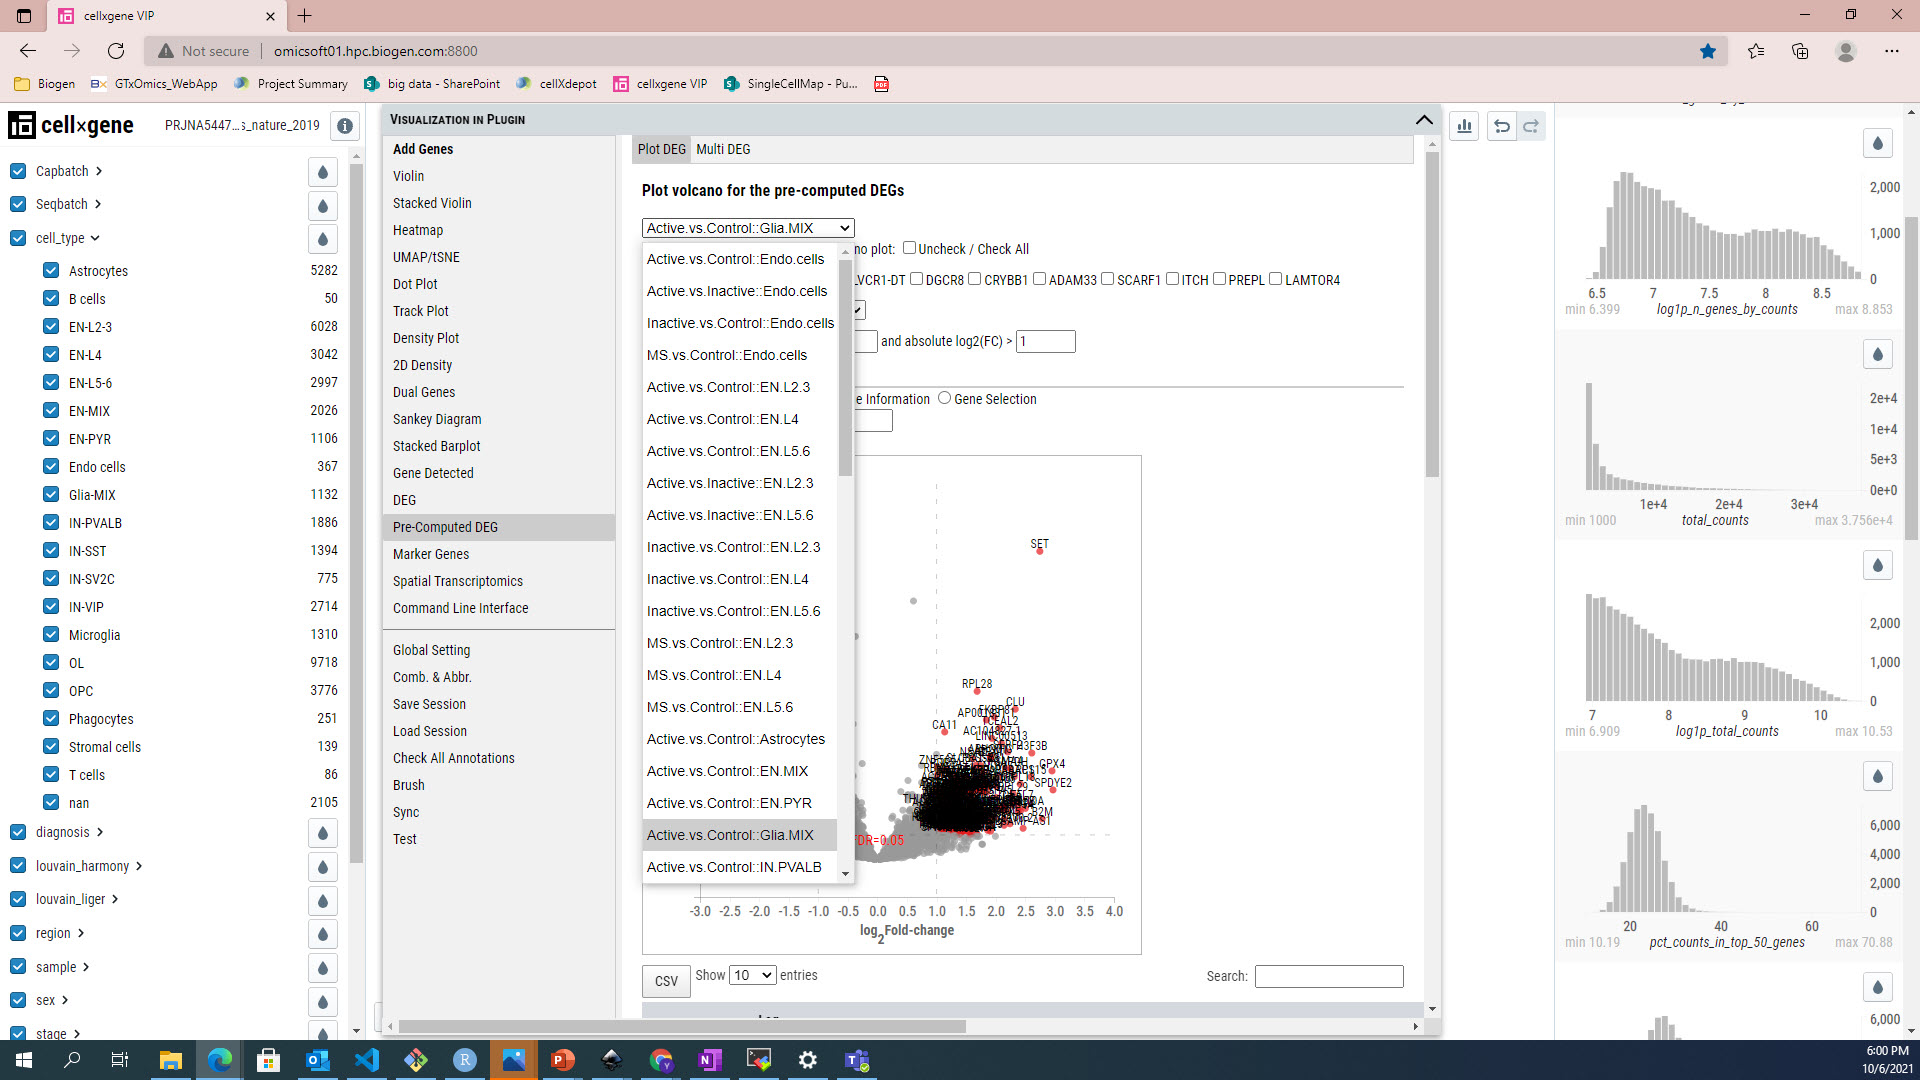 cellxgene VIP
Not secure | omicsoft01.hpc.biogen.com:8800
Biogen GTxOmics_WebApp Project Summary big data - SharePoint cellXdepot cellxgene VIP SingleCellMap - Pu...
cell×gene PRJNA5447...s_nature_2019
Capbatch
Seqbatch
cell_type
Astrocytes 5282
B cells 50
EN-L2-3 6028
EN-L4 3042
EN-L5-6 2997
EN-MIX 2026
EN-PYR 1106
Endo cells 367
Glia-MIX 1132
IN-PVALB 1886
IN-SST 1394
IN-SV2C 775
IN-VIP 2714
Microglia 1310
OL 9718
OPC 3776
Phagocytes 251
Stromal cells 139
T cells 86
nan 2105
diagnosis
louvain_harmony
louvain_liger
region
sample
sex
stage
VISUALIZATION IN PLUGIN
Add Genes
Violin
Stacked Violin
Heatmap
UMAP/tSNE
Dot Plot
Track Plot
Density Plot
2D Density
Dual Genes
Sankey Diagram
Stacked Barplot
Gene Detected
DEG
Pre-Computed DEG
Marker Genes
Spatial Transcriptomics
Command Line Interface
Global Setting
Comb. & Abbr.
Save Session
Load Session
Check All Annotations
Brush
Sync
Test
Plot DEG Multi DEG
Plot volcano for the pre-computed DEGs
Active.vs.Control::Glia.MIX
no plot: Uncheck / Check All
LVCR1-DT DGCR8 CRYBB1 ADAM33 SCARF1 ITCH PREPL LAMTOR4
and absolute log2(FC) > 1
e Information Gene Selection
Active.vs.Control::Endo.cells
Active.vs.Inactive::Endo.cells
Inactive.vs.Control::Endo.cells
MS.vs.Control::Endo.cells
Active.vs.Control::EN.L2.3
Active.vs.Control::EN.L4
Active.vs.Control::EN.L5.6
Active.vs.Inactive::EN.L2.3
Active.vs.Inactive::EN.L5.6
Inactive.vs.Control::EN.L2.3
Inactive.vs.Control::EN.L4
Inactive.vs.Control::EN.L5.6
MS.vs.Control::EN.L2.3
MS.vs.Control::EN.L4
MS.vs.Control::EN.L5.6
Active.vs.Control::Astrocytes
Active.vs.Control::EN.MIX
Active.vs.Control::EN.PYR
Active.vs.Control::Glia.MIX
Active.vs.Control::IN.PVALB
SET
RPL28
CLU
CA11
GPX4
SPDYE2
B2M
DR=0.05
-3.0 -2.5 -2.0 -1.5 -1.0 -0.5 0.0 0.5 1.0 1.5 2.0 2.5 3.0 3.5 4.0
log2Fold-change
CSV Show 10 entries Search:
2,000
1,000
0
6.5 7 7.5 8 8.5
min 6.399 log1p_n_genes_by_counts max 8.853
2e+4
1e+4
5e+3
0e+0
1e+4 2e+4 3e+4
min 1000 total_counts max 3.756e+4
2,000
1,000
0
7 8 9 10
min 6.909 log1p_total_counts max 10.53
6,000
4,000
2,000
0
20 40 60
min 10.19 pct_counts_in_top_50_genes max 70.88
6,000
6:00 PM
10/6/2021